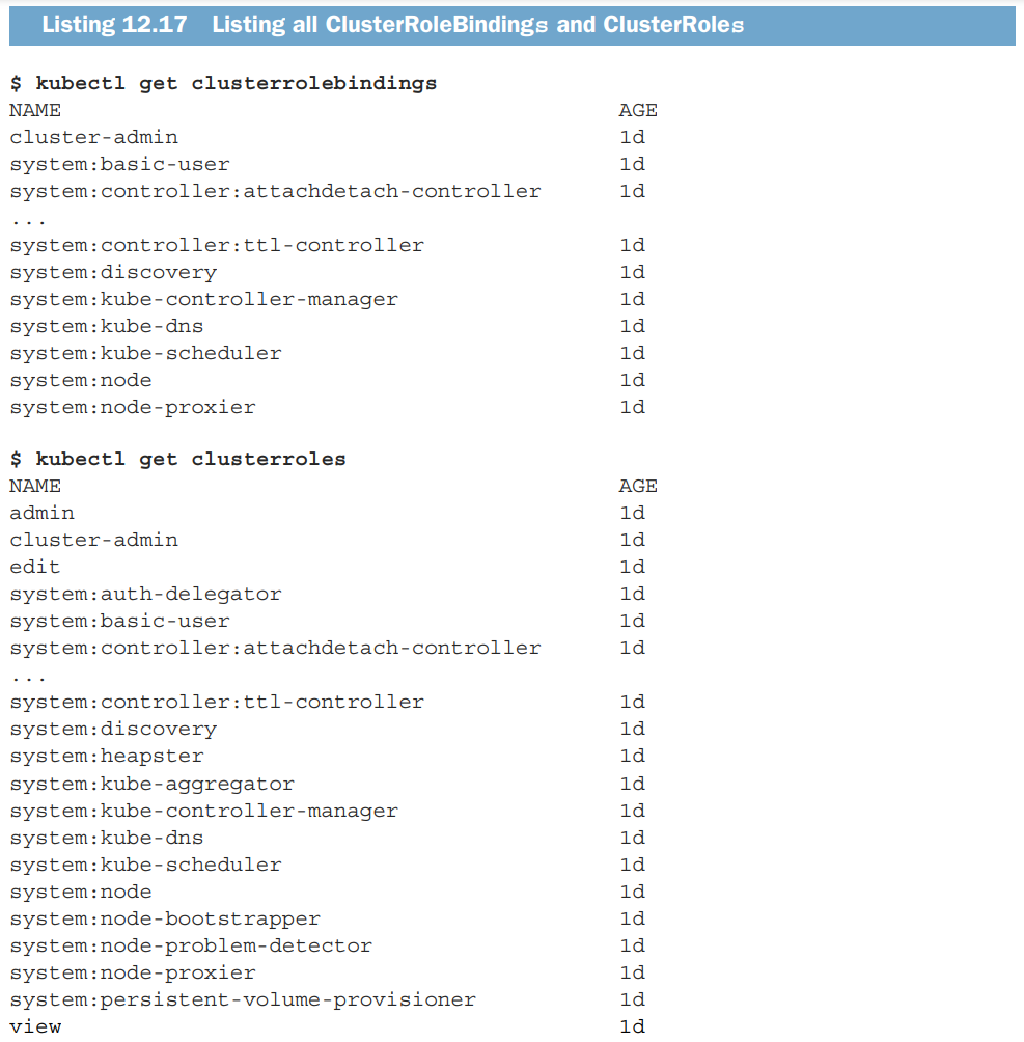 Listing 12.17 Listing all ClusterRoleBindings and ClusterRoles
$ kubectl get clusterrolebindings
NAME AGE
cluster-admin 1d
system:basic-user 1d
system:controller:attachdetach-controller 1d
...
system:controller:ttl-controller 1d
system:discovery 1d
system:kube-controller-manager 1d
system:kube-dns 1d
system:kube-scheduler 1d
system:node 1d
system:node-proxier 1d
$ kubectl get clusterroles
NAME AGE
admin 1d
cluster-admin 1d
edit 1d
system:auth-delegator 1d
system:basic-user 1d
system:controller:attachdetach-controller 1d
...
system:controller:ttl-controller 1d
system:discovery 1d
system:heapster 1d
system:kube-aggregator 1d
system:kube-controller-manager 1d
system:kube-dns 1d
system:kube-scheduler 1d
system:node 1d
system:node-bootstrapper 1d
system:node-problem-detector 1d
system:node-proxier 1d
system:persistent-volume-provisioner 1d
view 1d